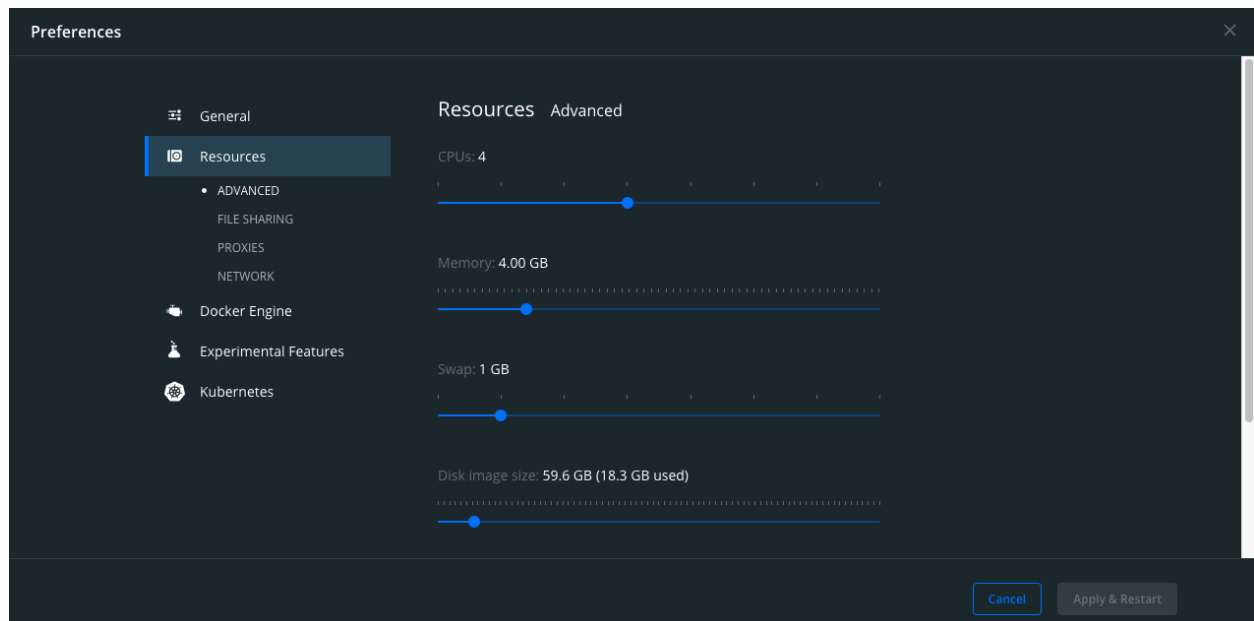 Preferences
General
Resources
ADVANCED
FILE SHARING
PROXIES
NETWORK
Docker Engine
Experimental Features
Kubernetes
Resources Advanced
CPUs: 4
Memory: 4.00 GB
Swap: 1 GB
Disk image size: 59.6 GB (18.3 GB used)
Cancel
Apply & Restart